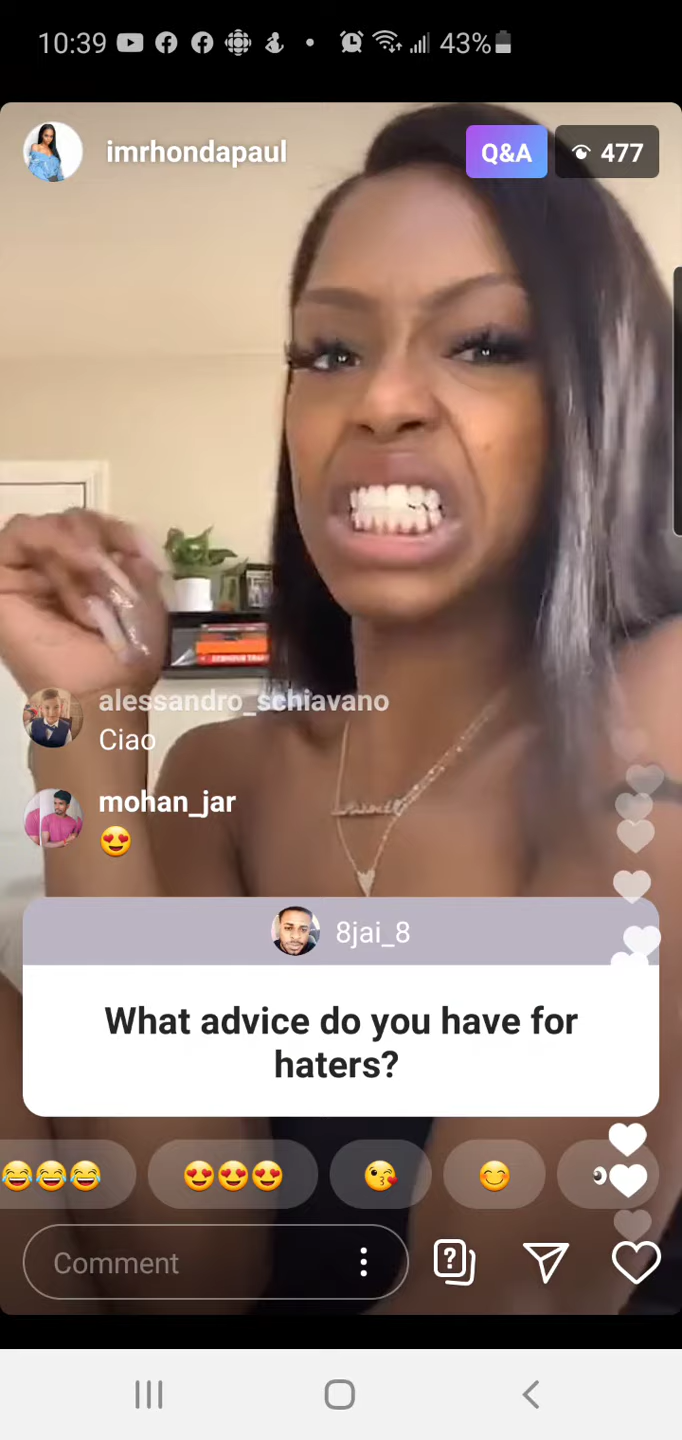 10:39
43%
imrhondapaul
Q&A
477
alessandro_schiavano
Ciao
mohan_jar
😍
8jai_8
What advice do you have for
haters?
😂😂😂 😍😍😍 😘 😊
Comment